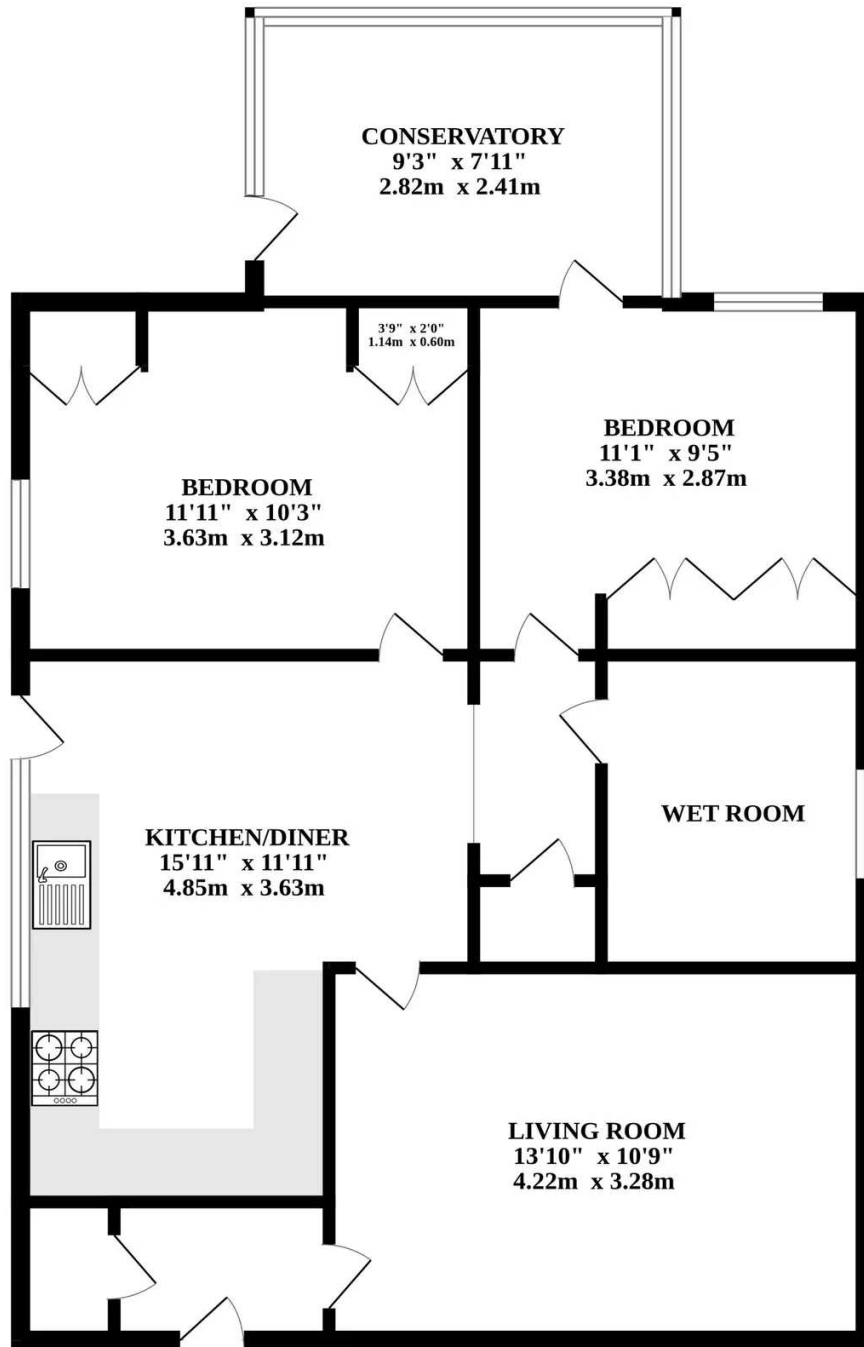 CONSERVATORY
9'3" x 7'11"
2.82m x 2.41m
3'9" x 2'0"
1.14m x 0.60m
BEDROOM
11'1" x 9'5"
3.38m x 2.87m
BEDROOM
11'11" x 10'3"
3.63m x 3.12m
WET ROOM
KITCHEN/DINER
15'11" x 11'11"
4.85m x 3.63m
LIVING ROOM
13'10" x 10'9"
4.22m x 3.28m